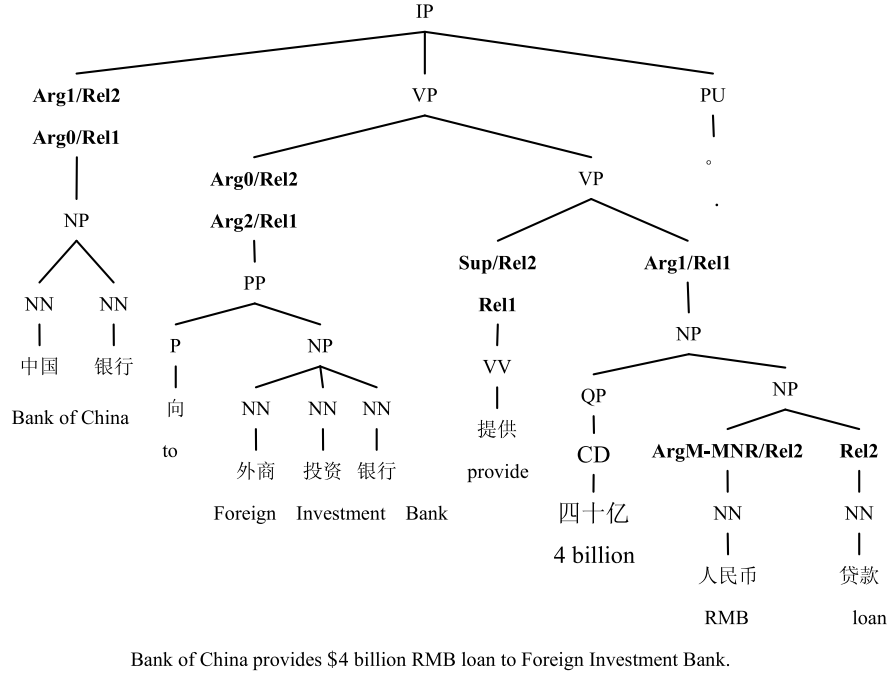 IP
Arg1/Rel2 VP PU
Arg0/Rel1
Arg0/Rel2 VP 。
Arg2/Rel1 .
NP
Sup/Rel2 Arg1/Rel1
PP
NN NN Rel1
P NP NP
中国 银行 VV
QP NP
Bank of China 向 NN NN NN
提供
to CD ArgM-MNR/Rel2 Rel2
外商 投资 银行 provide
Foreign Investment Bank 四十亿 NN NN
4 billion
人民币 贷款
RMB loan
Bank of China provides $4 billion RMB loan to Foreign Investment Bank.